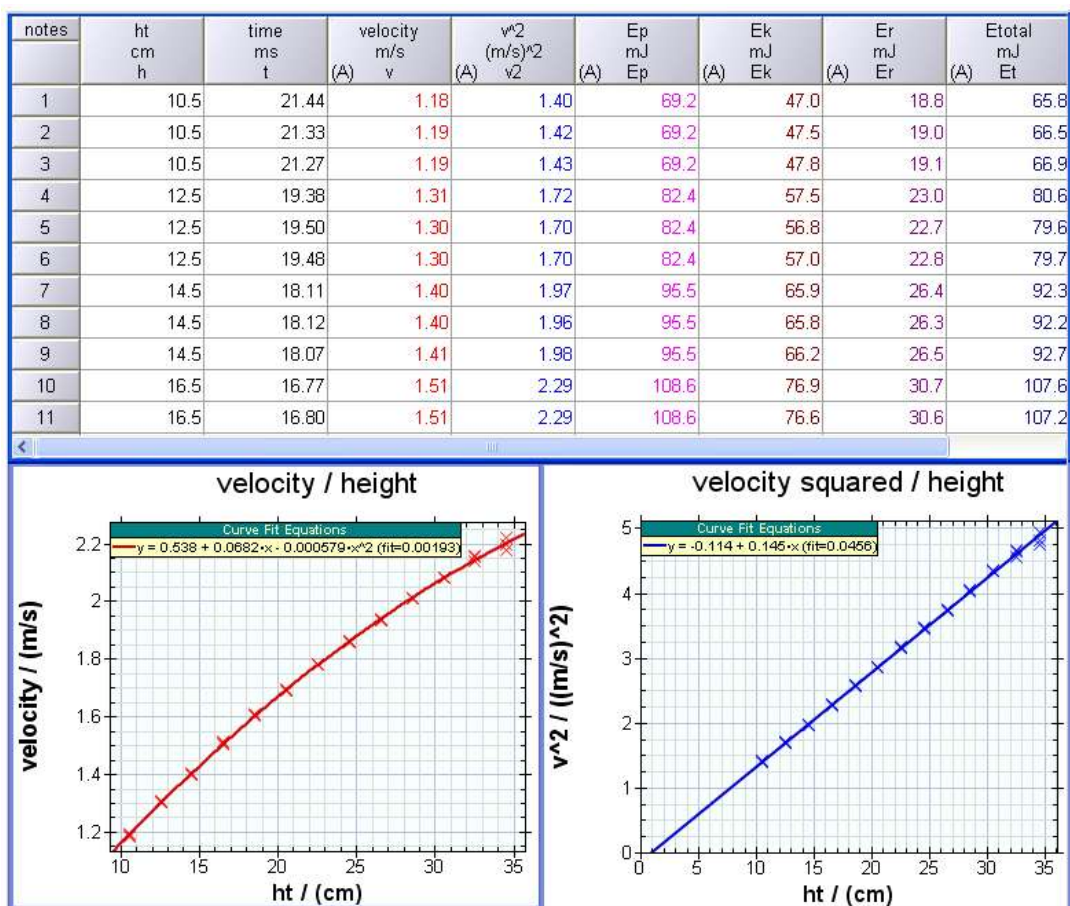 notes ht time velocity v^2 Ep Ek Er Etotal
cm ms m/s (m/s)^2 mJ mJ mJ mJ
h t (A) v (A) v2 (A) Ep (A) Ek (A) Er (A) Et
1 10.5 21.44 1.18 1.40 69.2 47.0 18.8 65.8
2 10.5 21.33 1.19 1.42 69.2 47.5 19.0 66.5
3 10.5 21.27 1.19 1.43 69.2 47.8 19.1 66.9
4 12.5 19.38 1.31 1.72 82.4 57.5 23.0 80.6
5 12.5 19.50 1.30 1.70 82.4 56.8 22.7 79.6
6 12.5 19.48 1.30 1.70 82.4 57.0 22.8 79.7
7 14.5 18.11 1.40 1.97 95.5 65.9 26.4 92.3
8 14.5 18.12 1.40 1.96 95.5 65.8 26.3 92.2
9 14.5 18.07 1.41 1.98 95.5 66.2 26.5 92.7
10 16.5 16.77 1.51 2.29 108.6 76.9 30.7 107.6
11 16.5 16.80 1.51 2.29 108.6 76.6 30.6 107.2
velocity / height
Curve Fit Equations
y = 0.538 + 0.0682·x - 0.000579·x^2 (fit=0.00193)
2.2
2
1.8
1.6
1.4
1.2
10 15 20 25 30 35
velocity / (m/s)
ht / (cm)
velocity squared / height
Curve Fit Equations
y = -0.114 + 0.145·x (fit=0.0456)
5
4
3
2
1
0
0 5 10 15 20 25 30 35
v^2 / ((m/s)^2)
ht / (cm)